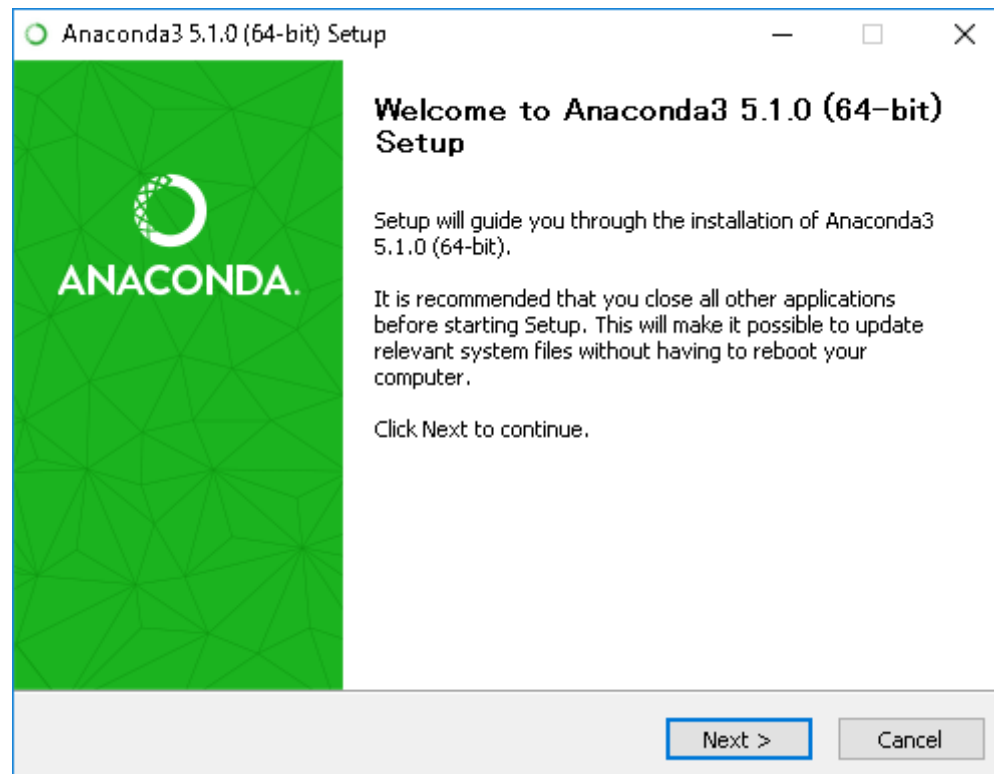 Anaconda3 5.1.0 (64-bit) Setup
Welcome to Anaconda3 5.1.0 (64-bit)
Setup
ANACONDA.
Setup will guide you through the installation of Anaconda3
5.1.0 (64-bit).
It is recommended that you close all other applications
before starting Setup. This will make it possible to update
relevant system files without having to reboot your
computer.
Click Next to continue.
Next >
Cancel